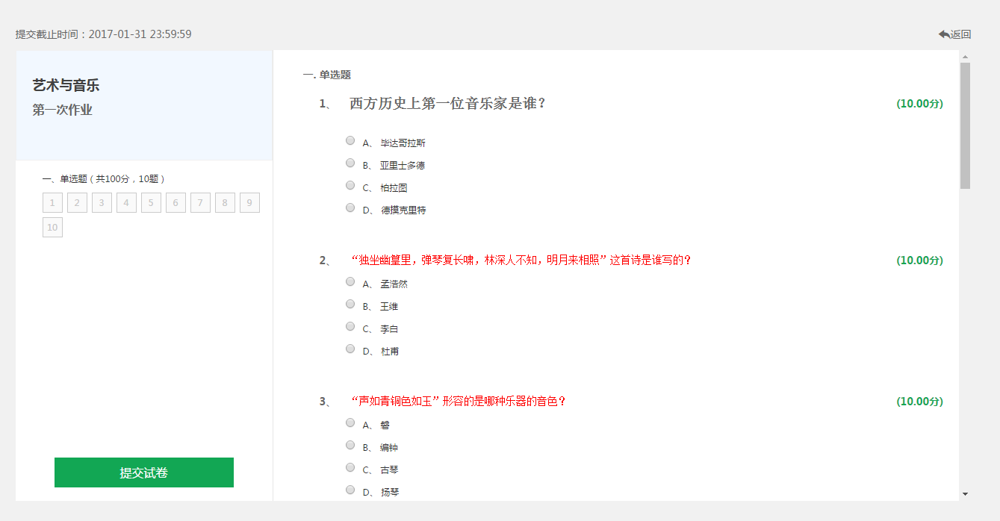 提交截止时间：2017-01-31 23:59:59
返回
艺术与音乐
第一次作业
一、单选题（共100分，10题）
1 2 3 4 5 6 7 8 9
10
提交试卷
一. 单选题
1、 西方历史上第一位音乐家是谁？ (10.00分)
A、 毕达哥拉斯
B、 亚里士多德
C、 柏拉图
D、 德摸克里特
2、 “独坐幽篁里，弹琴复长啸，林深人不知，明月来相照”这首诗是谁写的？ (10.00分)
A、 孟浩然
B、 王维
C、 李白
D、 杜甫
3、 “声如青铜色如玉”形容的是哪种乐器的音色？ (10.00分)
A、 磬
B、 编钟
C、 古琴
D、 扬琴